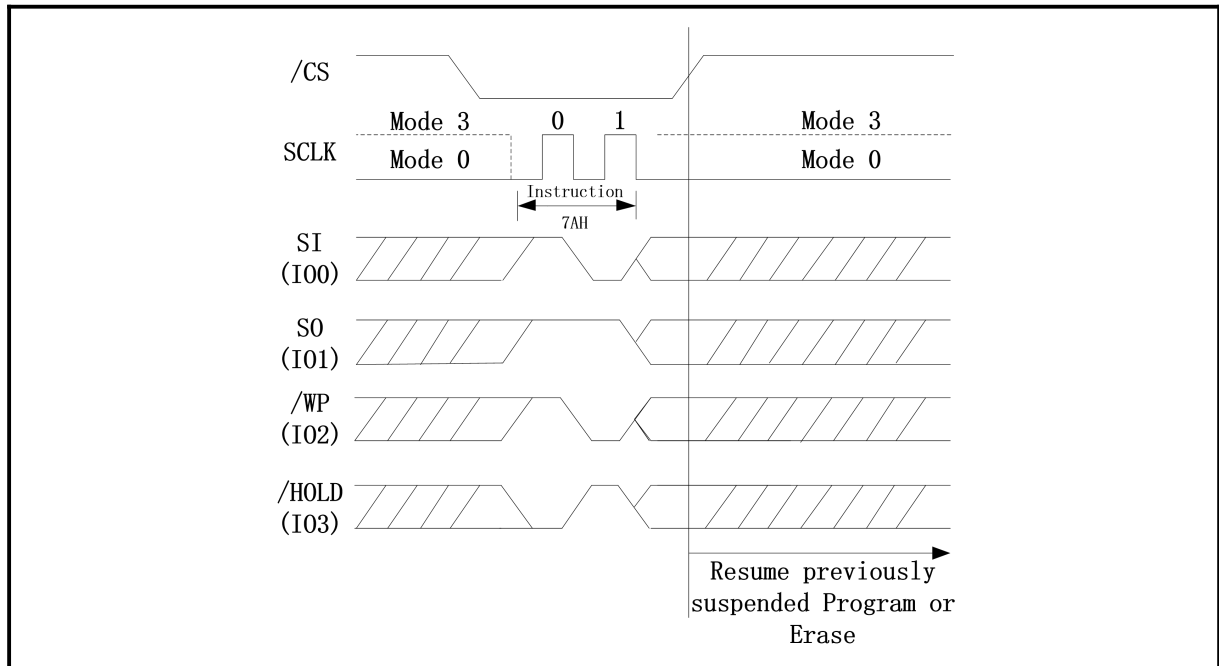 /CS
Mode 3 0 1 Mode 3
SCLK
Mode 0 Mode 0
Instruction
7AH
SI
(IO0)
SO
(IO1)
/WP
(IO2)
/HOLD
(IO3)
Resume previously
suspended Program or
Erase